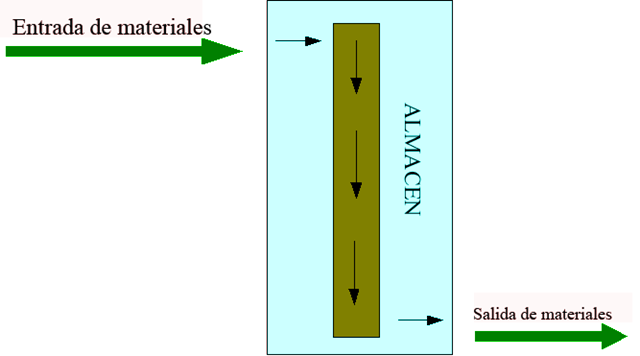 Entrada de materiales
ALMACEN
Salida de materiales